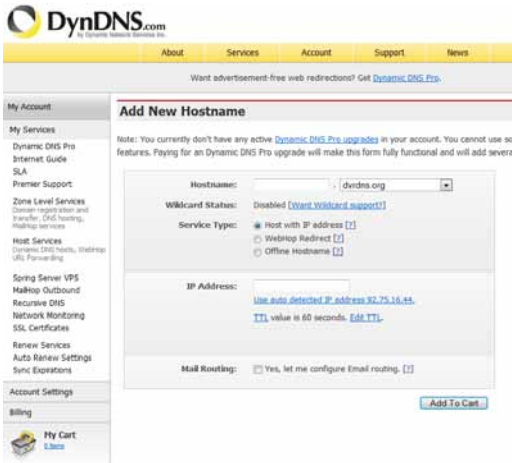 DynDNS.com
by Dynamic Network Services Inc.
About Services Account Support News
Want advertisement-free web redirections? Get Dynamic DNS Pro.
My Account
My Services
Dynamic DNS Pro
Internet Guide
SLA
Premier Support
Zone Level Services
Domain registration and
transfer, DNS hosting,
MailHop services
Host Services
Dynamic DNS hosts, WebHop
URL Forwarding
Spring Server VPS
MailHop Outbound
Recursive DNS
Network Monitoring
SSL Certificates
Renew Services
Auto Renew Settings
Sync Expirations
Account Settings
Billing
My Cart
Add New Hostname
Note: You currently don't have any active Dynamic DNS Pro upgrades in your account. You cannot use so
features. Paying for an Dynamic DNS Pro upgrade will make this form fully functional and will add severa
Hostname: . dvrdns.org
Wildcard Status: Disabled [Want Wildcard support?]
Service Type: Host with IP address [?]
WebHop Redirect [?]
Offline Hostname [?]
IP Address:
Use auto detected IP address 92.75.16.44.
TTL value is 60 seconds. Edit TTL.
Mail Routing: Yes, let me configure Email routing. [?]
Add To Cart